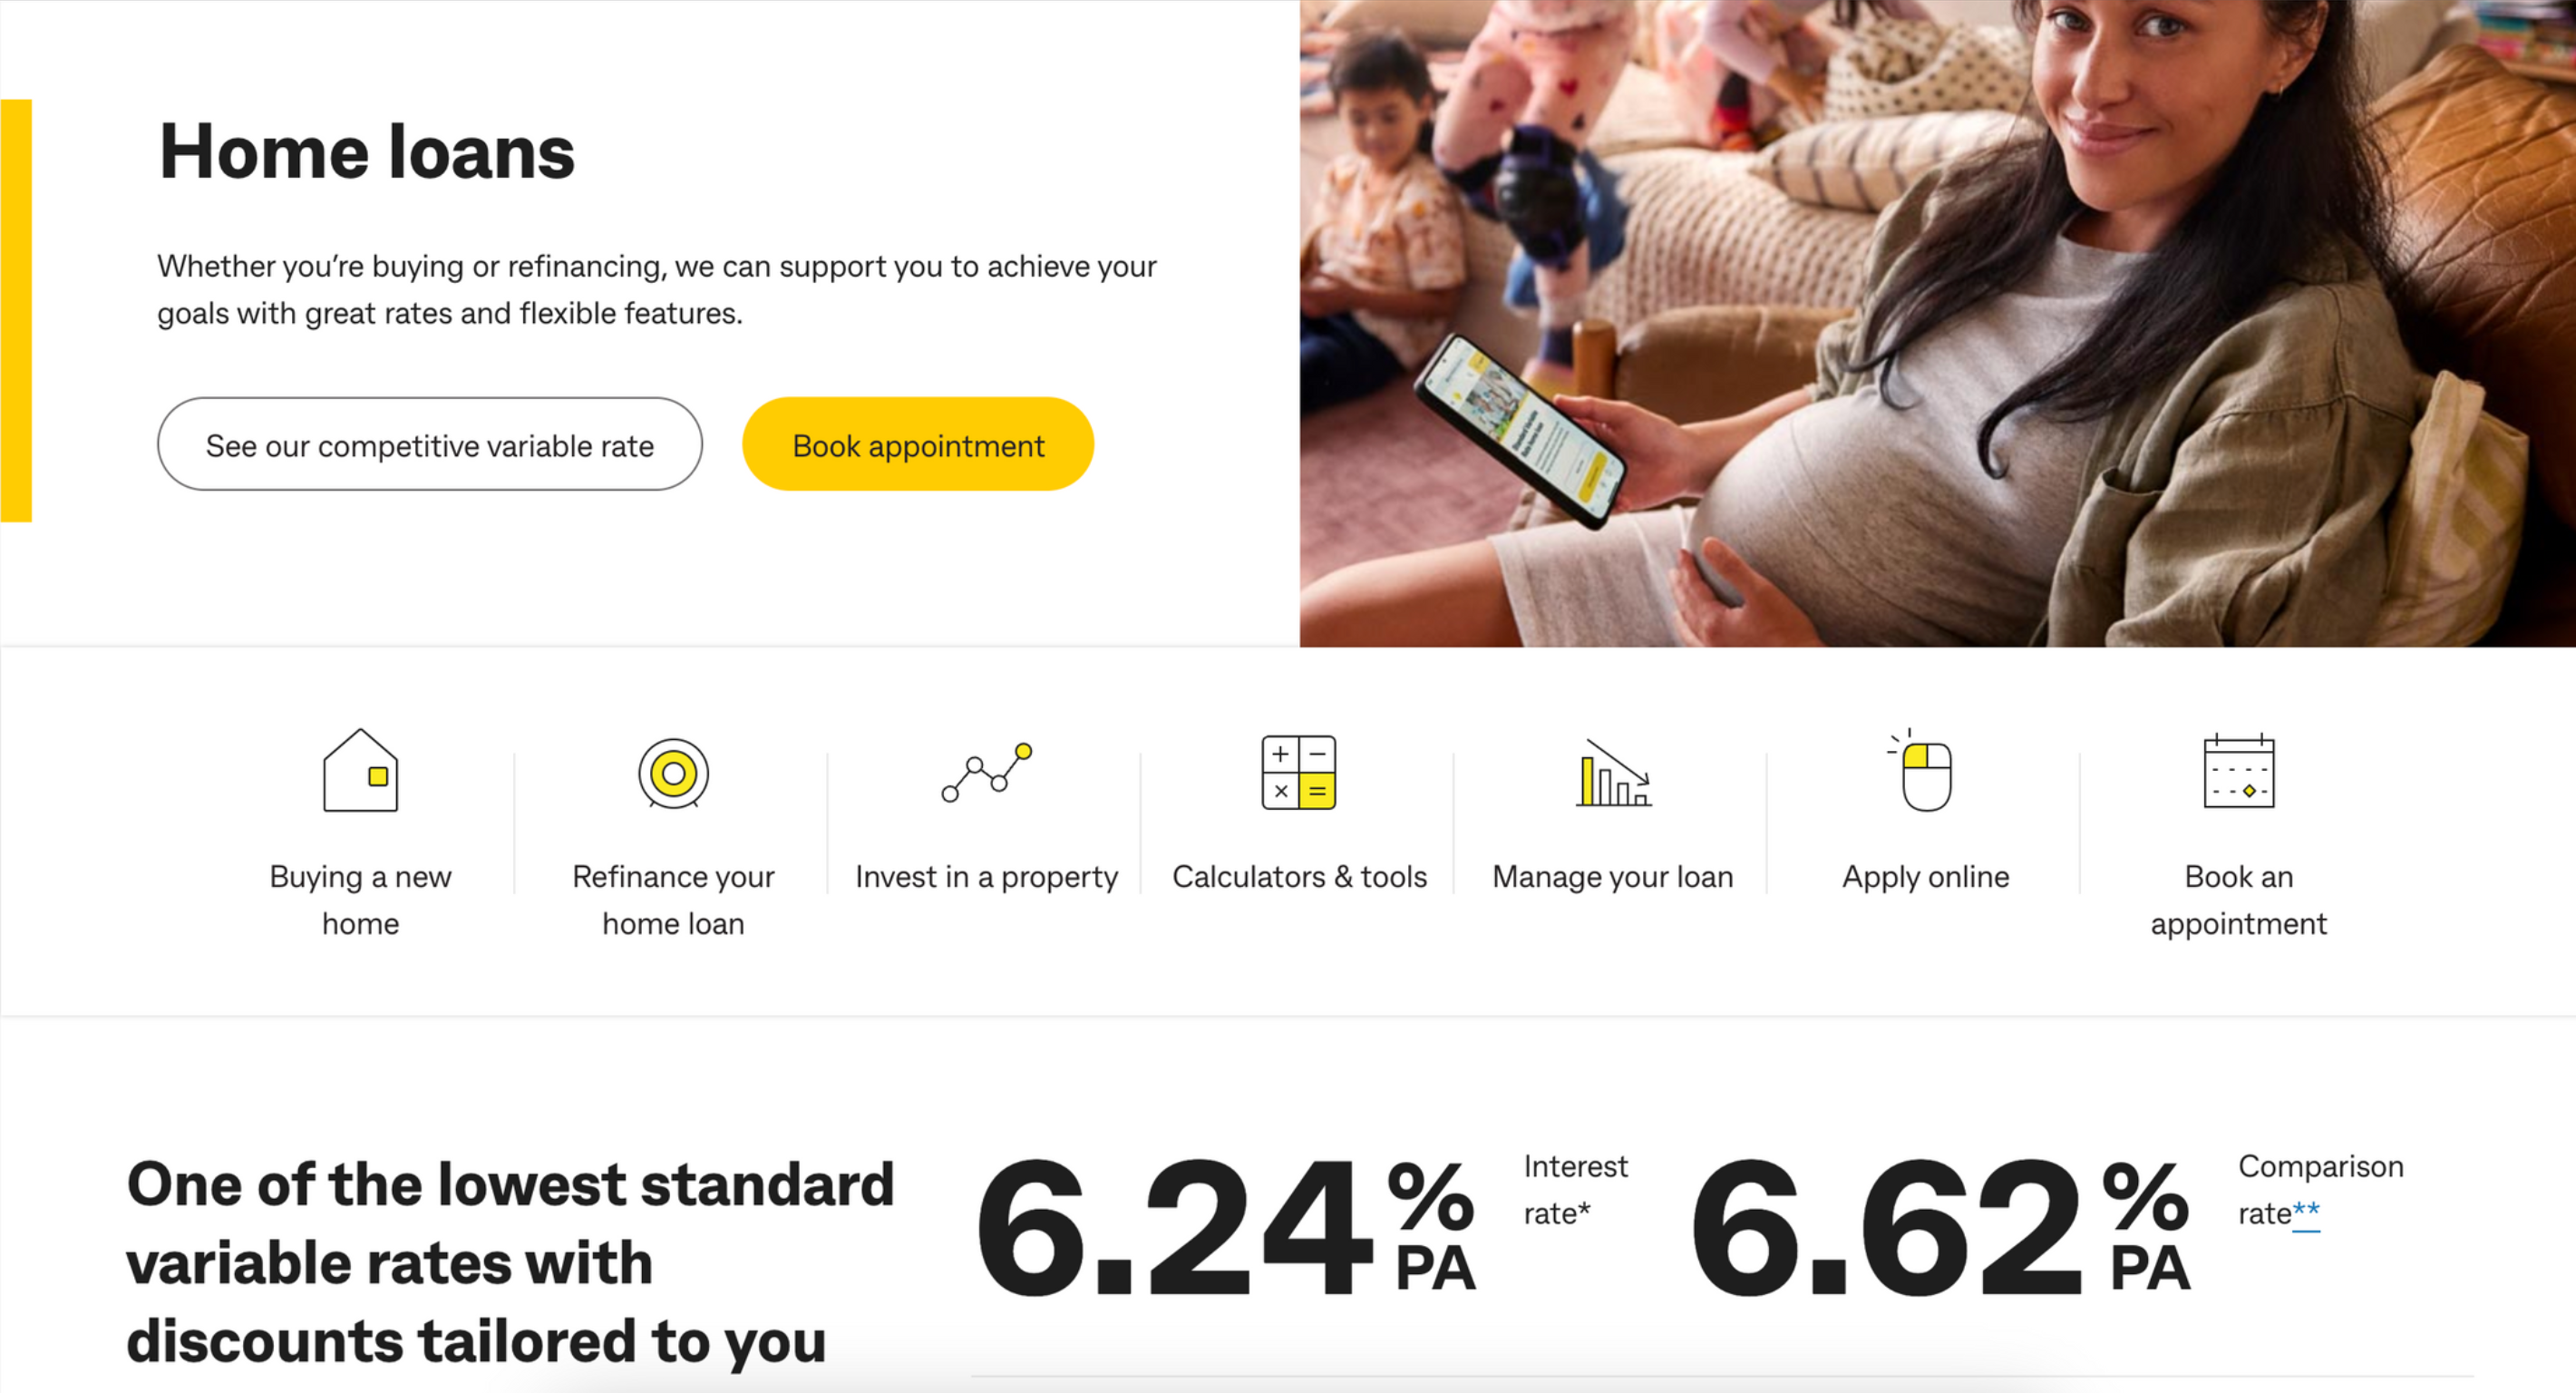 Home loans
Whether you’re buying or refinancing, we can support you to achieve your
goals with great rates and flexible features.
See our competitive variable rate
Book appointment
Buying a new
home
Refinance your
home loan
Invest in a property
Calculators & tools
Manage your loan
Apply online
Book an
appointment
One of the lowest standard
variable rates with
discounts tailored to you
6.24% PA
Interest
rate*
6.62% PA
Comparison
rate**